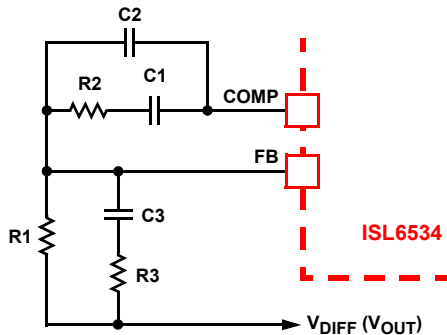 C2
R2
C1
COMP
FB
C3
R1
R3
ISL6534
VDIFF (VOUT)